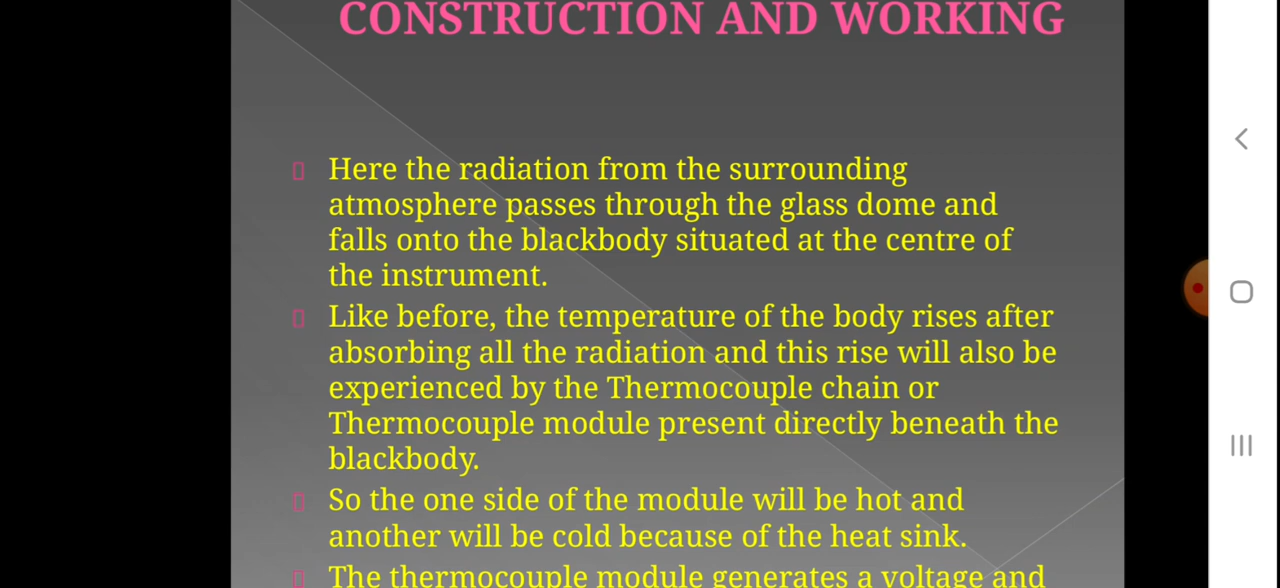 CONSTRUCTION AND WORKING
Here the radiation from the surrounding
atmosphere passes through the glass dome and
falls onto the blackbody situated at the centre of
the instrument.
Like before, the temperature of the body rises after
absorbing all the radiation and this rise will also be
experienced by the Thermocouple chain or
Thermocouple module present directly beneath the
blackbody.
So the one side of the module will be hot and
another will be cold because of the heat sink.
The thermocouple module generates a voltage and